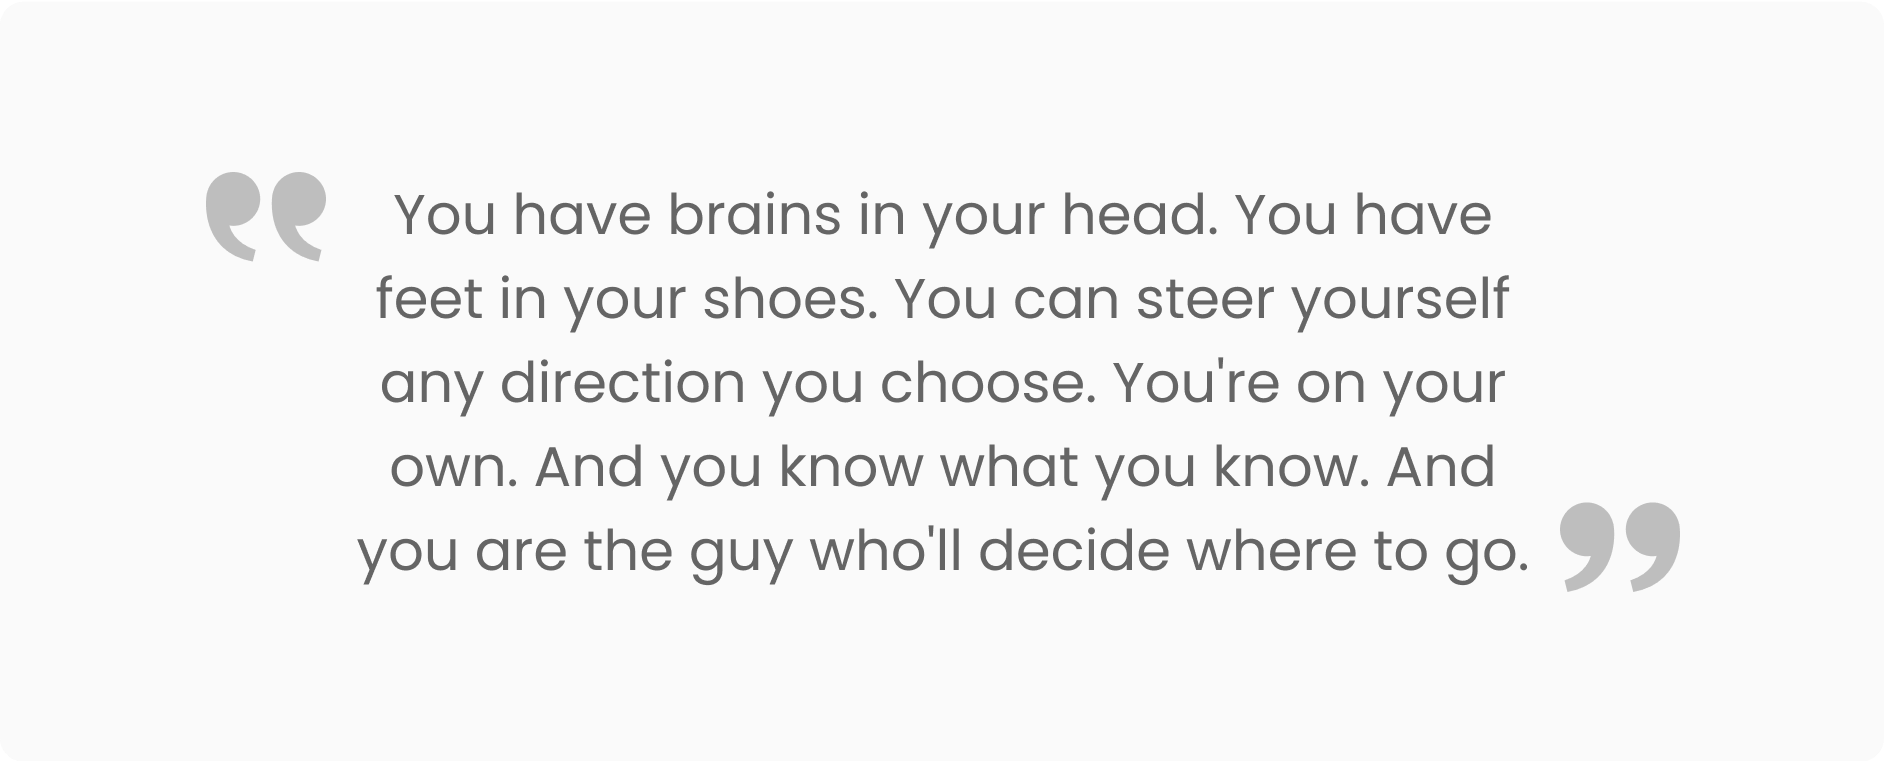 You have brains in your head. You have
feet in your shoes. You can steer yourself
any direction you choose. You're on your
own. And you know what you know. And
you are the guy who'll decide where to go.